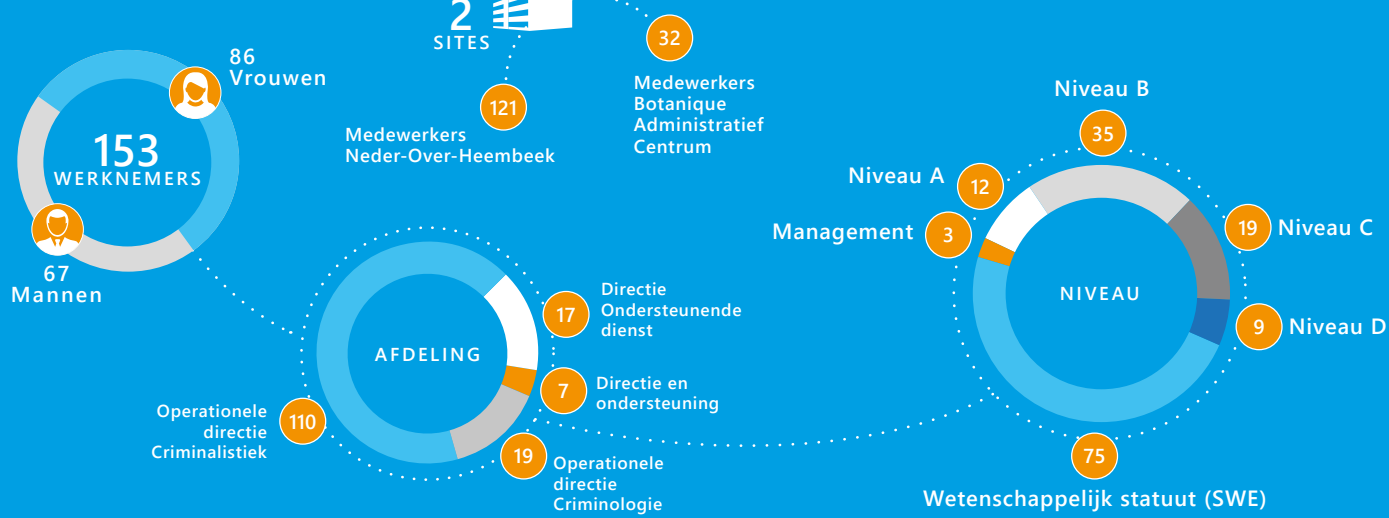 2
SITES
32
Medewerkers
Botanique
Administratief
Centrum
121
Medewerkers
Neder-Over-Heembeek
86
Vrouwen
153
WERKNEMERS
67
Mannen
AFDELING
17
Directie
Ondersteunende
dienst
7
Directie en
ondersteuning
19
Operationele
directie
Criminologie
110
Operationele
directie
Criminalistiek
NIVEAU
Niveau B
35
Niveau A
12
Management
3
19
Niveau C
9
Niveau D
75
Wetenschappelijk statuut (SWE)